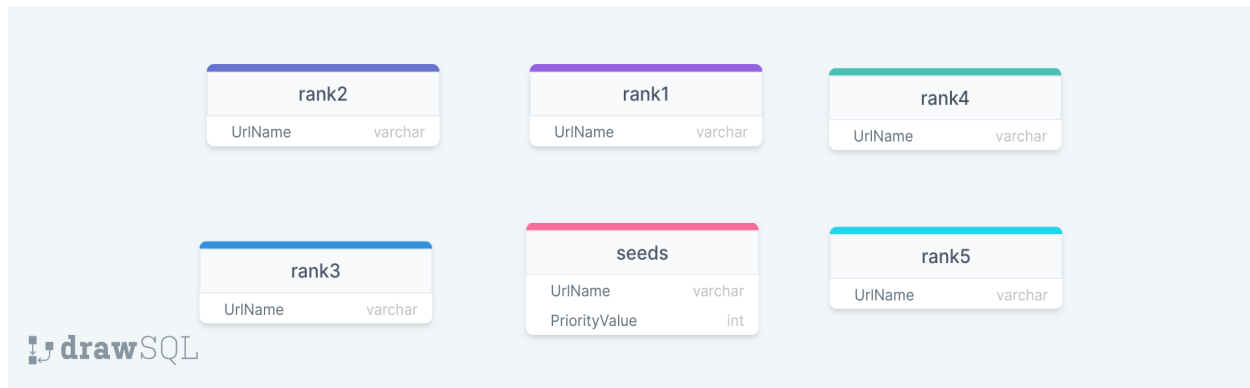 rank2
UrlName varchar
rank1
UrlName varchar
rank4
UrlName varchar
rank3
UrlName varchar
seeds
UrlName varchar
PriorityValue int
rank5
UrlName varchar
drawSQL